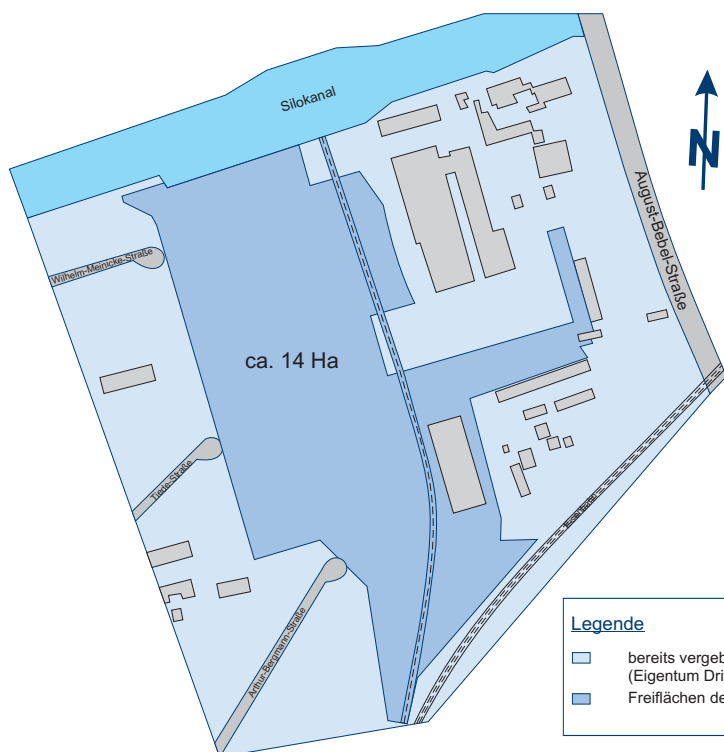 Silokanal
N
August-Bebel-Straße
Wilhelm-Meinicke-Straße
ca. 14 Ha
Tiede-Straße
Arthur-Bergmann-Straße
Legende
bereits vergeb
(Eigentum Dri
Freiflächen de